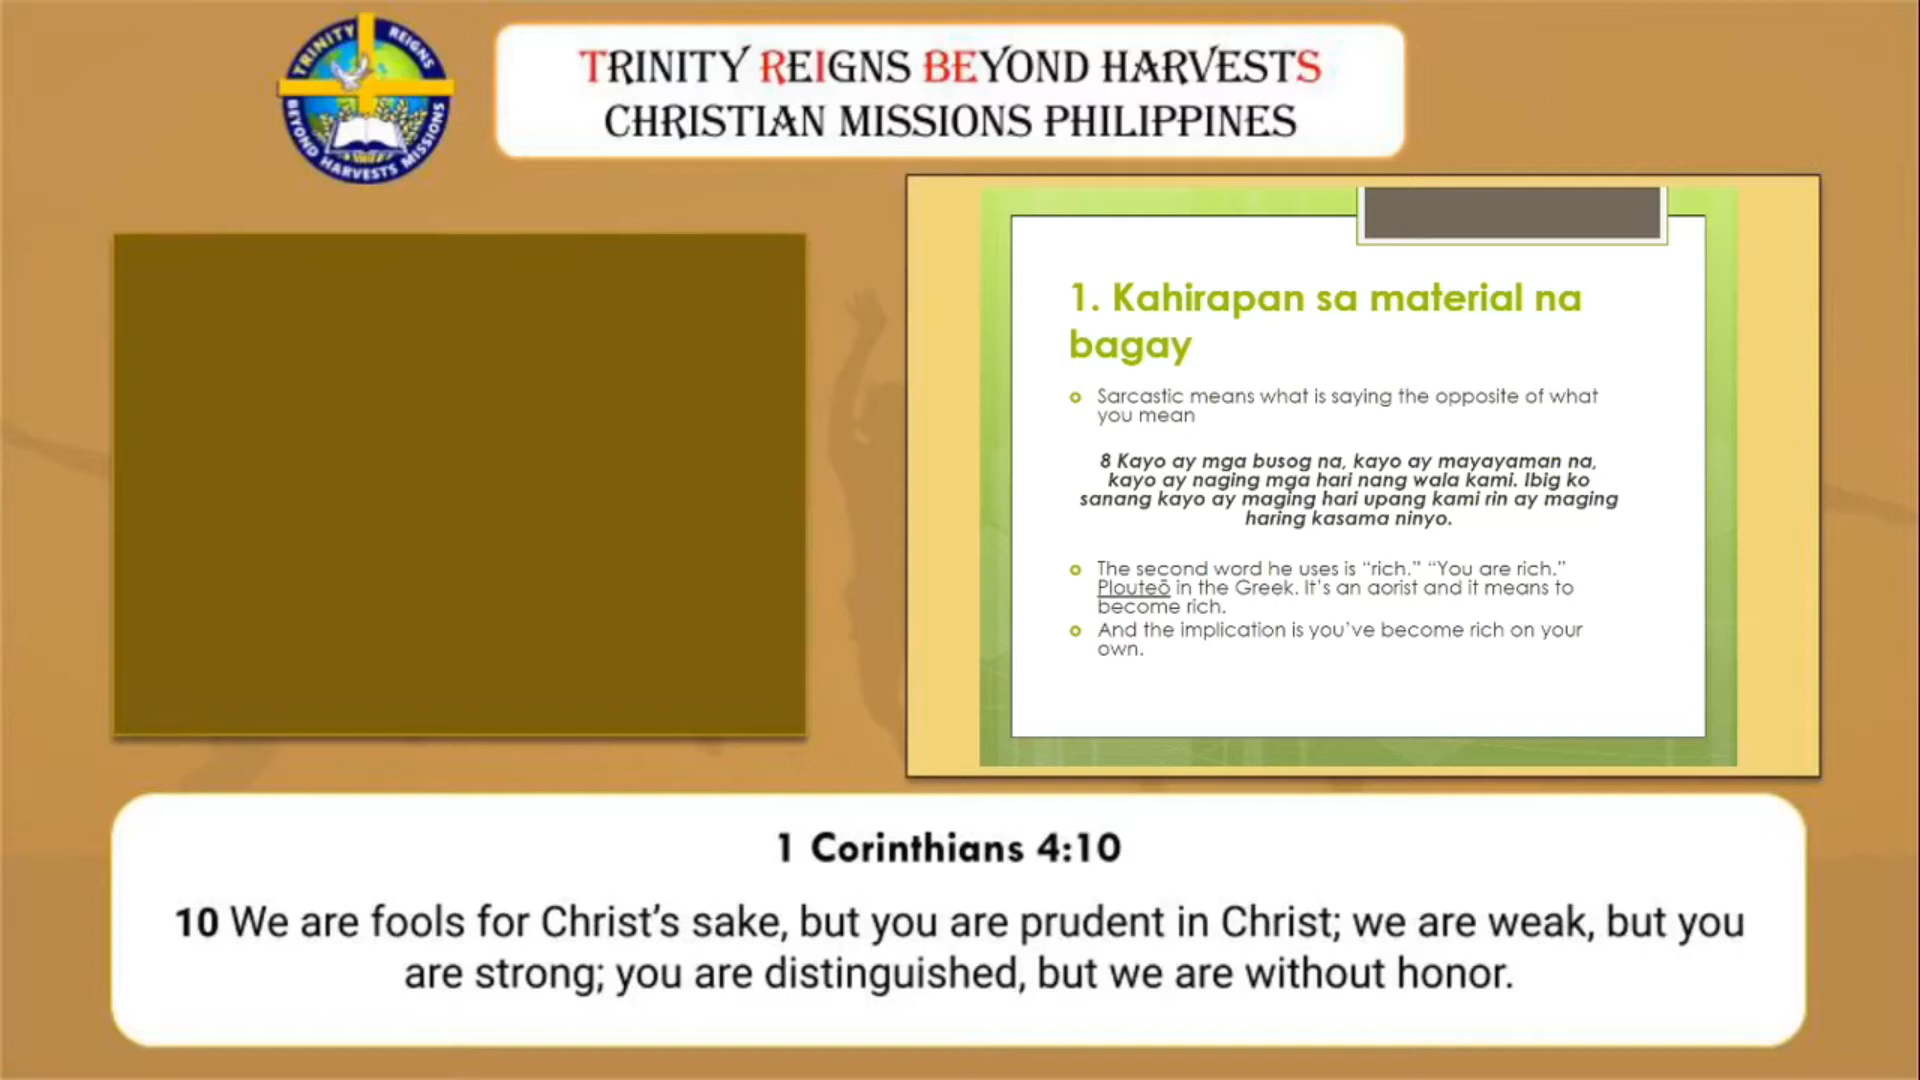 TRINITY REIGNS
BEYOND HARVESTS MISSIONS
TRINITY REIGNS BEYOND HARVESTS
CHRISTIAN MISSIONS PHILIPPINES
1. Kahirapan sa material na
bagay
Sarcastic means what is saying the opposite of what
you mean
8 Kayo ay mga busog na, kayo ay mayayaman na,
kayo ay naging mga hari nang wala kami. Ibig ko
sanang kayo ay maging hari upang kami rin ay maging
haring kasama ninyo.
The second word he uses is “rich.” “You are rich.”
Plouteō in the Greek. It’s an aorist and it means to
become rich.
And the implication is you’ve become rich on your
own.
1 Corinthians 4:10
10 We are fools for Christ’s sake, but you are prudent in Christ; we are weak, but you
are strong; you are distinguished, but we are without honor.